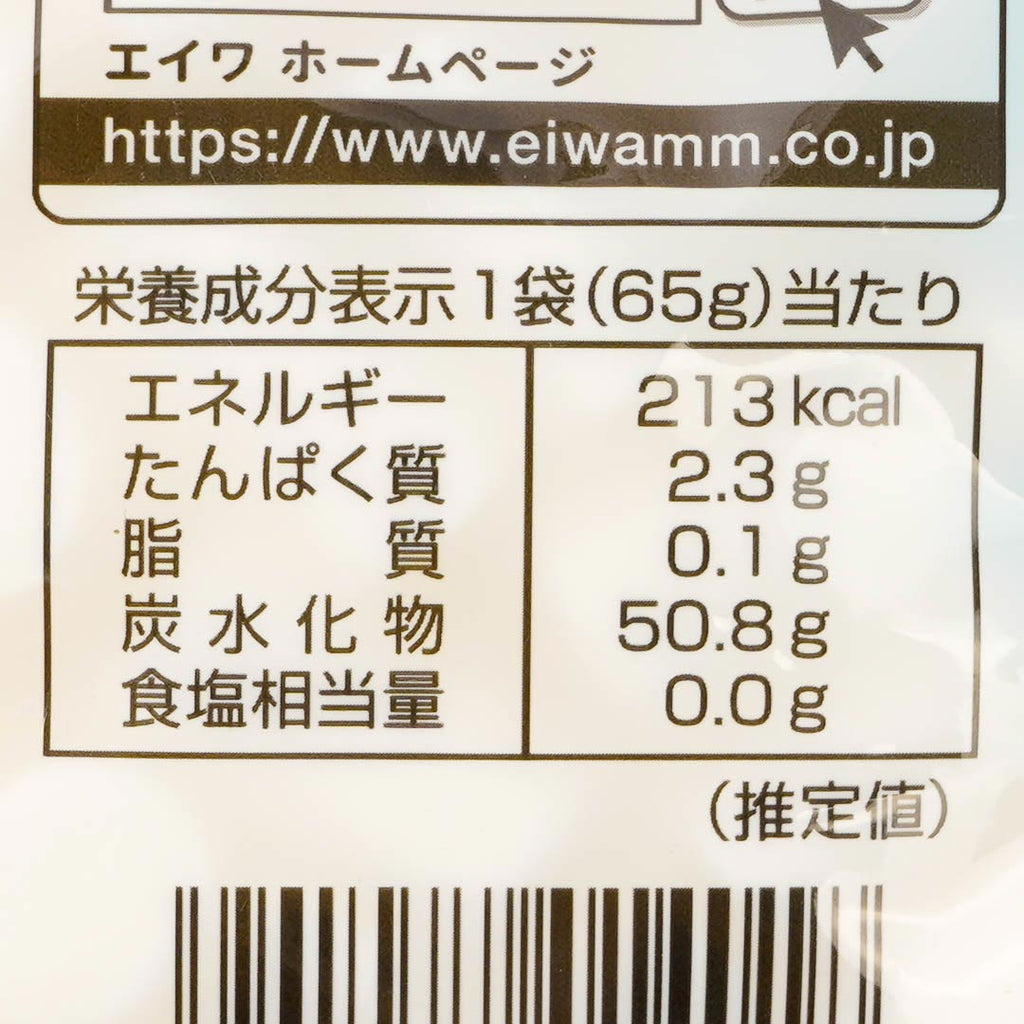 エイワ ホームページ
https://www.eiwamm.co.jp
栄養成分表示1袋(65g)当たり
エネルギー 213 kcal
たんぱく質 2.3 g
脂質 0.1 g
炭水化物 50.8 g
食塩相当量 0.0 g
(推定値)